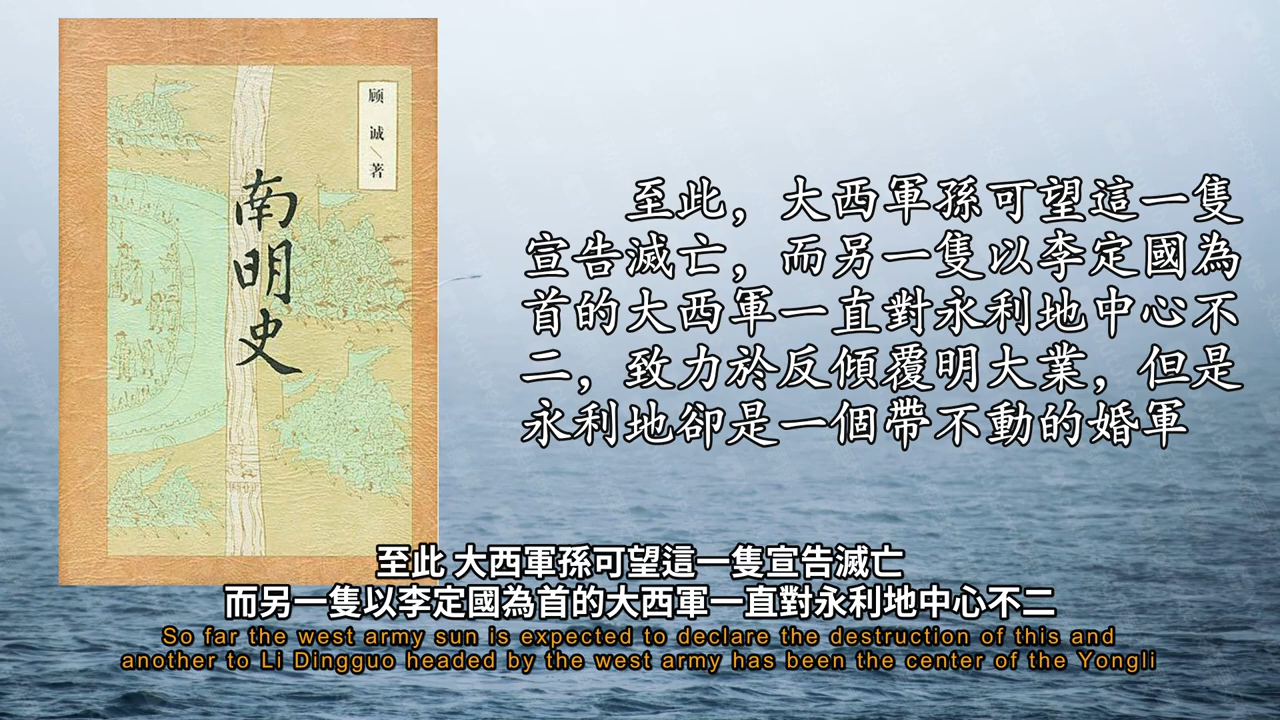 顾诚/著
南明史
至此，大西軍孫可望這一隻
宣告滅亡，而另一隻以李定國為
首的大西軍一直對永利地中心不
二，致力於反傾覆明大業，但是
永利地卻是一個帶不動的婚軍
至此 大西軍孫可望這一隻宣告滅亡
而另一隻以李定國為首的大西軍一直對永利地中心不二
So far the west army sun is expected to declare the destruction of this and
another to Li Dingguo headed by the west army has been the center of the Yongli